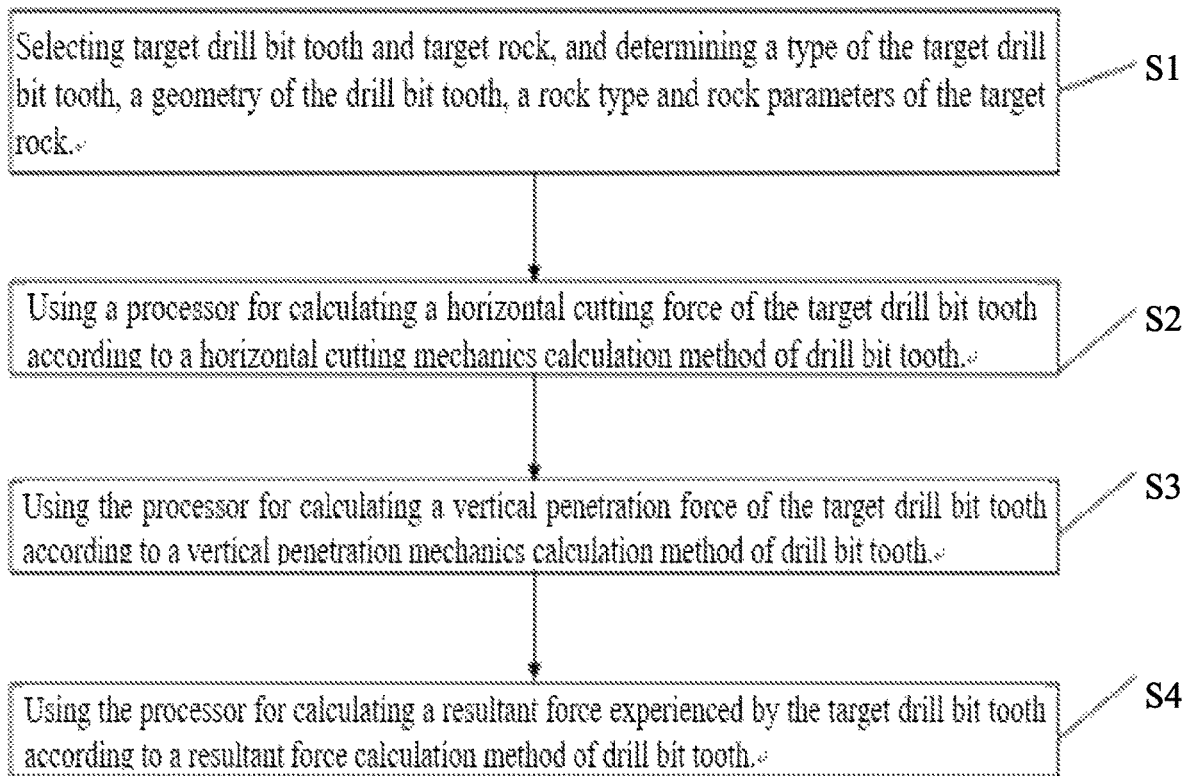 Selecting target drill bit tooth and target rock, and determining a type of the target drill
bit tooth, a geometry of the drill bit tooth, a rock type and rock parameters of the target
rock.
S1
Using a processor for calculating a horizontal cutting force of the target drill bit tooth
according to a horizontal cutting mechanics calculation method of drill bit tooth.
S2
Using the processor for calculating a vertical penetration force of the target drill bit tooth
according to a vertical penetration mechanics calculation method of drill bit tooth.
S3
Using the processor for calculating a resultant force experienced by the target drill bit tooth
according to a resultant force calculation method of drill bit tooth.
S4